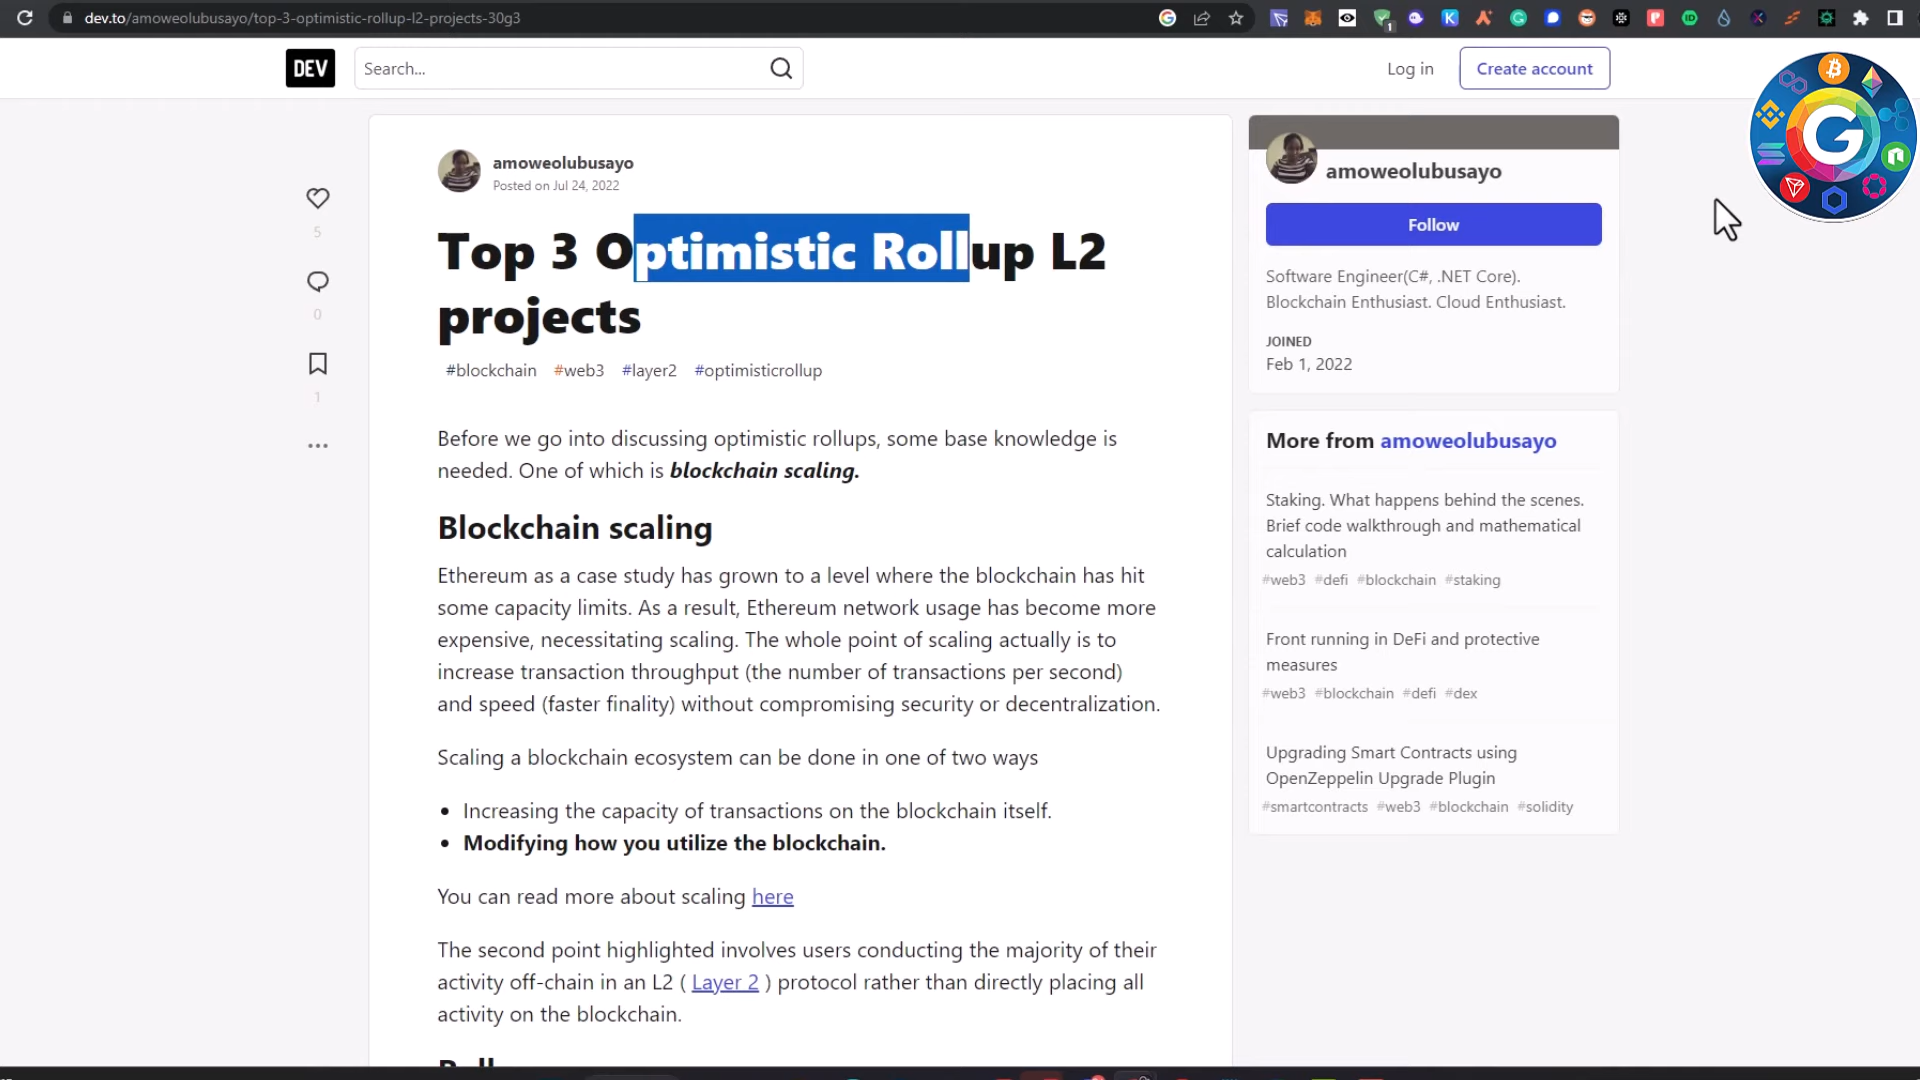 dev.to/amoweolubusayo/top-3-optimistic-rollup-l2-projects-30g3
DEV
Search...
Log in
Create account
amoweolubusayo
Posted on Jul 24, 2022
Top 3 Optimistic Rollup L2
projects
#blockchain #web3 #layer2 #optimisticrollup
5
0
1
Before we go into discussing optimistic rollups, some base knowledge is
needed. One of which is blockchain scaling.
Blockchain scaling
Ethereum as a case study has grown to a level where the blockchain has hit
some capacity limits. As a result, Ethereum network usage has become more
expensive, necessitating scaling. The whole point of scaling actually is to
increase transaction throughput (the number of transactions per second)
and speed (faster finality) without compromising security or decentralization.
Scaling a blockchain ecosystem can be done in one of two ways
• Increasing the capacity of transactions on the blockchain itself.
• Modifying how you utilize the blockchain.
You can read more about scaling here
The second point highlighted involves users conducting the majority of their
activity off-chain in an L2 ( Layer 2 ) protocol rather than directly placing all
activity on the blockchain.
amoweolubusayo
Follow
Software Engineer(C#, .NET Core).
Blockchain Enthusiast. Cloud Enthusiast.
JOINED
Feb 1, 2022
More from amoweolubusayo
Staking. What happens behind the scenes.
Brief code walkthrough and mathematical
calculation
#web3 #defi #blockchain #staking
Front running in DeFi and protective
measures
#web3 #blockchain #defi #dex
Upgrading Smart Contracts using
OpenZeppelin Upgrade Plugin
#smartcontracts #web3 #blockchain #solidity
G